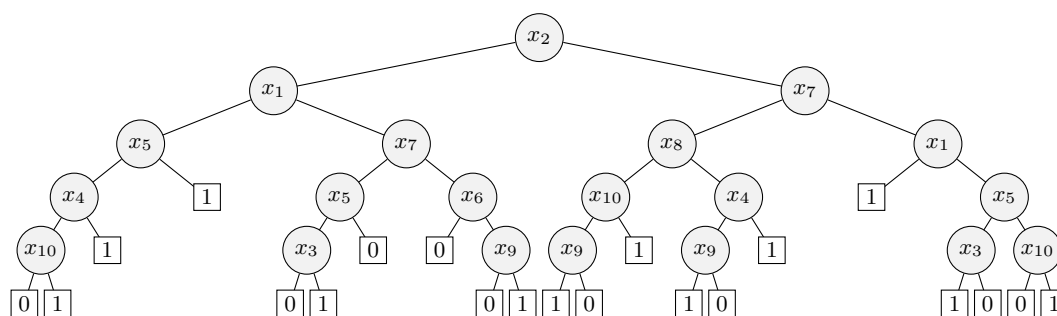 x2
x1 x7
x5 x7 x8 x1
x4 1 x5 x6 x10 x4 1 x5
x10 1 x3 0 0 x9 x9 1 x9 1 x3 x10
0 1 0 1 0 1 1 0 1 0 1 0 0 1